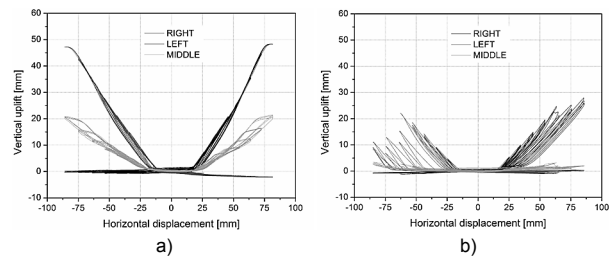 60
50
40
30
20
10
0
-10
Vertical uplift [mm]
RIGHT
LEFT
MIDDLE
-100 -75 -50 -25 0 25 50 75 100
Horizontal displacement [mm]
a)
60
50
40
30
20
10
0
-10
Vertical uplift [mm]
RIGHT
LEFT
MIDDLE
-100 -75 -50 -25 0 25 50 75 100
Horizontal displacement [mm]
b)